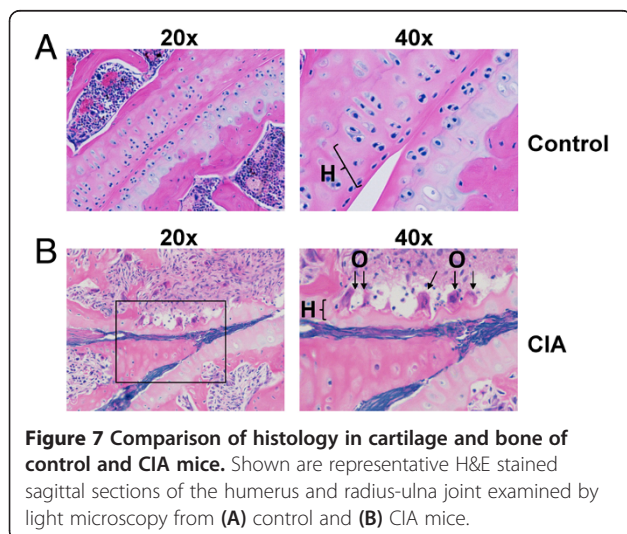 A
20x
40x
H
Control
B
20x
40x
O
O
H
CIA
Figure 7 Comparison of histology in cartilage and bone of
control and CIA mice. Shown are representative H&E stained
sagittal sections of the humerus and radius-ulna joint examined by
light microscopy from (A) control and (B) CIA mice.